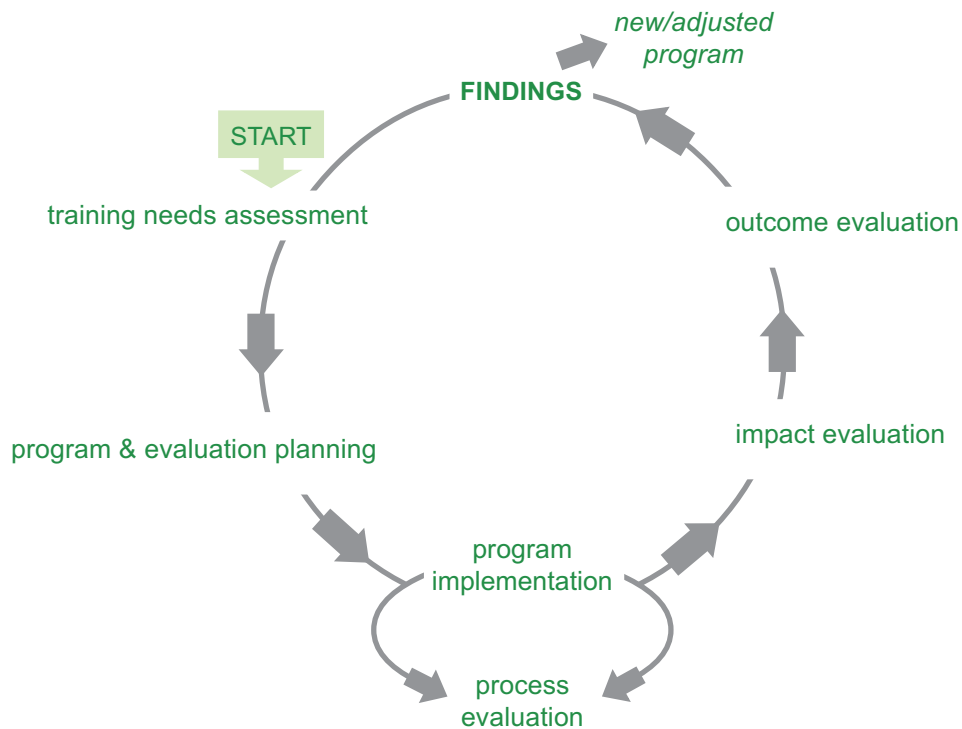 new/adjusted
program
FINDINGS
START
training needs assessment
outcome evaluation
program & evaluation planning
impact evaluation
program
implementation
process
evaluation